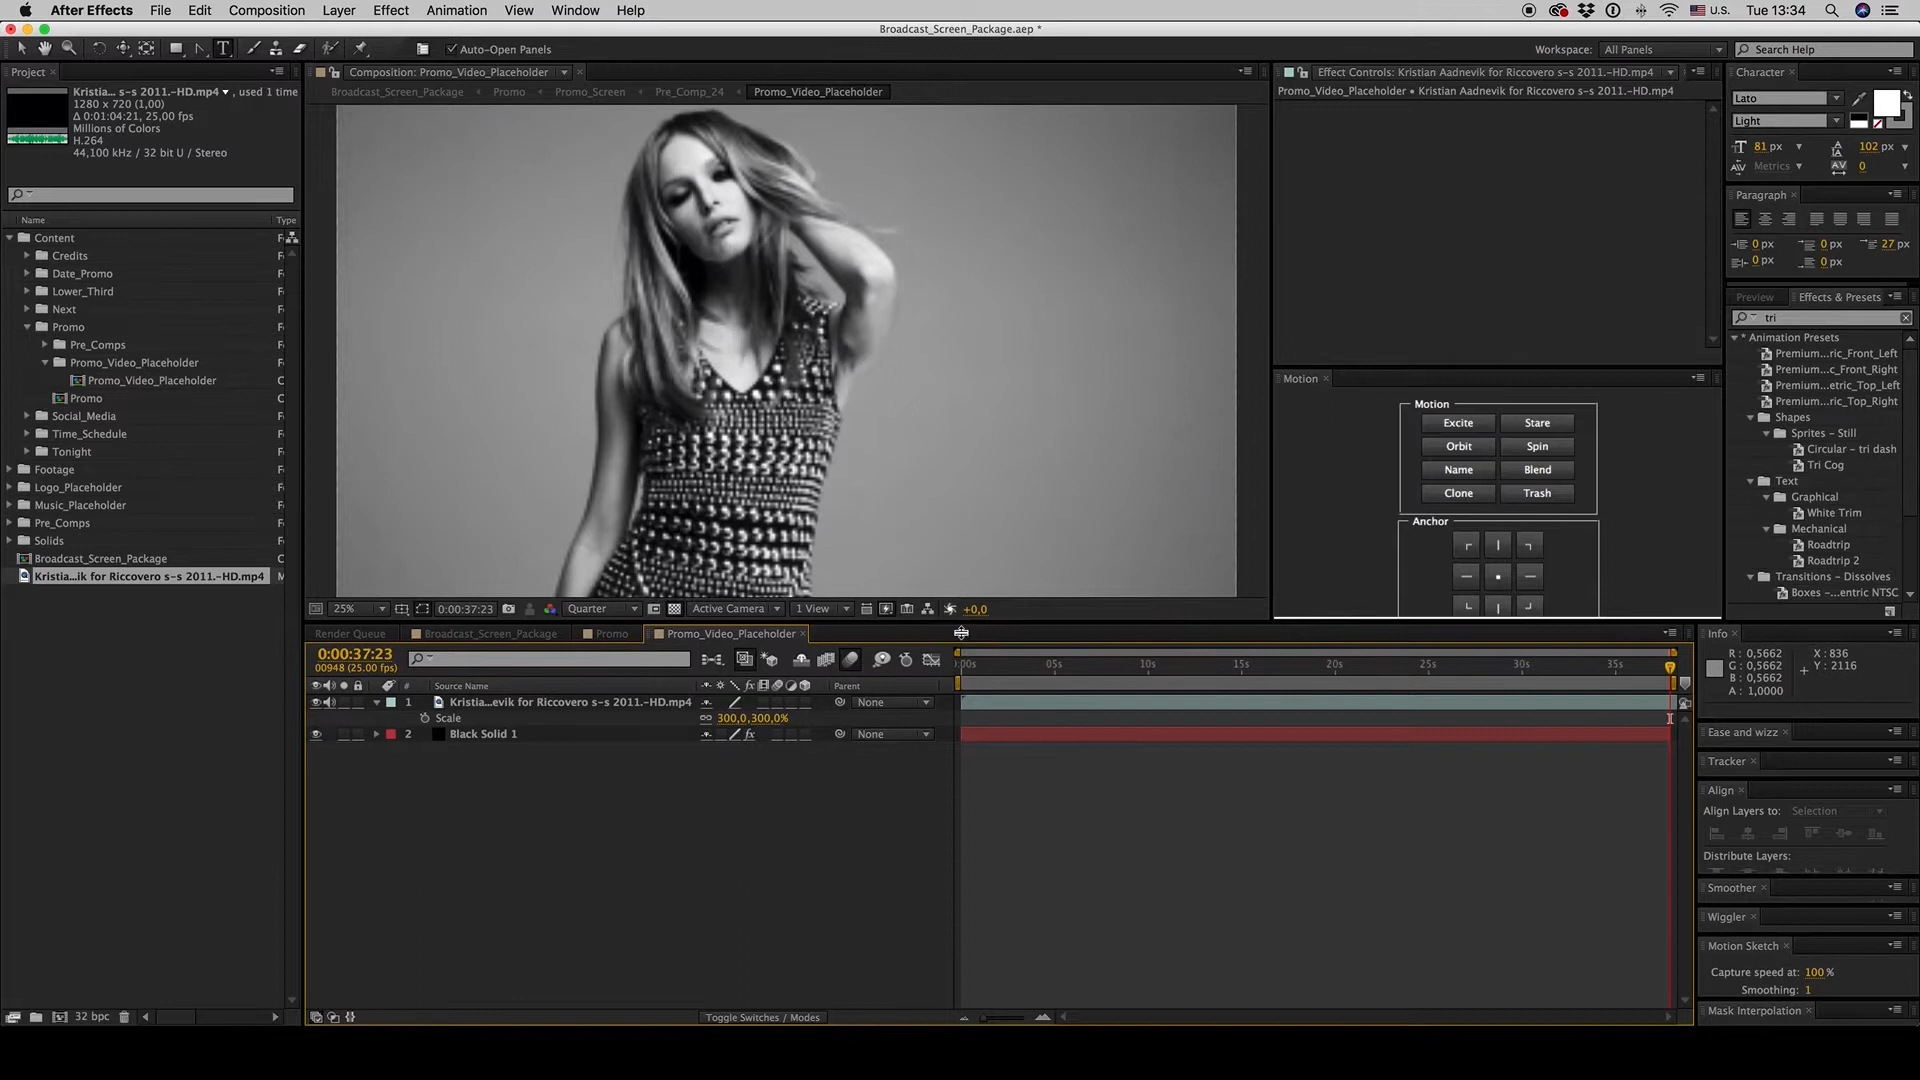 After Effects File Edit Composition Layer Effect Animation View Window Help U.S. Tue 13:34
Broadcast_Screen_Package.aep *
T Auto-Open Panels Workspace: All Panels Search Help
Project Composition: Promo_Video_Placeholder Effect Controls: Kristian Aadnevik for Riccovero s-s 2011.-HD.mp4 Character
Kristia... s-s 2011.-HD.mp4 , used 1 time
1280 x 720 (1,00)
Δ 0:01:04:21, 25,00 fps
Millions of Colors
H.264
44,100 kHz / 32 bit U / Stereo
Broadcast_Screen_Package Promo Promo_Screen Pre_Comp_24 Promo_Video_Placeholder
Promo_Video_Placeholder • Kristian Aadnevik for Riccovero s-s 2011.-HD.mp4
Lato
Light
81 px 102 px
Metrics 0
Paragraph
0 px 0 px 27 px
0 px 0 px
Preview Effects & Presets
tri
* Animation Presets
Premium...ric_Front_Left
Premium...c_Front_Right
Premium...etric_Top_Left
Premium...ric_Top_Right
Shapes
Sprites - Still
Circular - tri dash
Tri Cog
Text
Graphical
White Trim
Mechanical
Roadtrip
Roadtrip 2
Transitions - Dissolves
Boxes -...entric NTSC
Name Type
Content F
Credits F
Date_Promo F
Lower_Third F
Next F
Promo F
Pre_Comps F
Promo_Video_Placeholder F
Promo_Video_Placeholder C
Promo C
Social_Media F
Time_Schedule F
Tonight F
Footage F
Logo_Placeholder F
Music_Placeholder F
Pre_Comps F
Solids F
Broadcast_Screen_Package C
Kristia...ik for Riccovero s-s 2011.-HD.mp4 M
Motion
Motion
Excite Stare
Orbit Spin
Name Blend
Clone Trash
Anchor
25% 0:00:37:23 Quarter Active Camera 1 View +0,0
Render Queue Broadcast_Screen_Package Promo Promo_Video_Placeholder
0:00:37:23
00948 (25.00 fps)
:00s 05s 10s 15s 20s 25s 30s 35s
# Source Name fx Parent
1 Kristia...evik for Riccovero s-s 2011.-HD.mp4 None
Scale 300,0,300,0%
2 Black Solid 1 fx None
Info
R: 0,5662 X: 836
G: 0,5662 Y: 2116
B: 0,5662
A: 1,0000
Ease and wizz
Tracker
Align
Align Layers to: Selection
Distribute Layers:
Smoother
Wiggler
Motion Sketch
Capture speed at: 100 %
Smoothing: 1
Mask Interpolation
32 bpc Toggle Switches / Modes